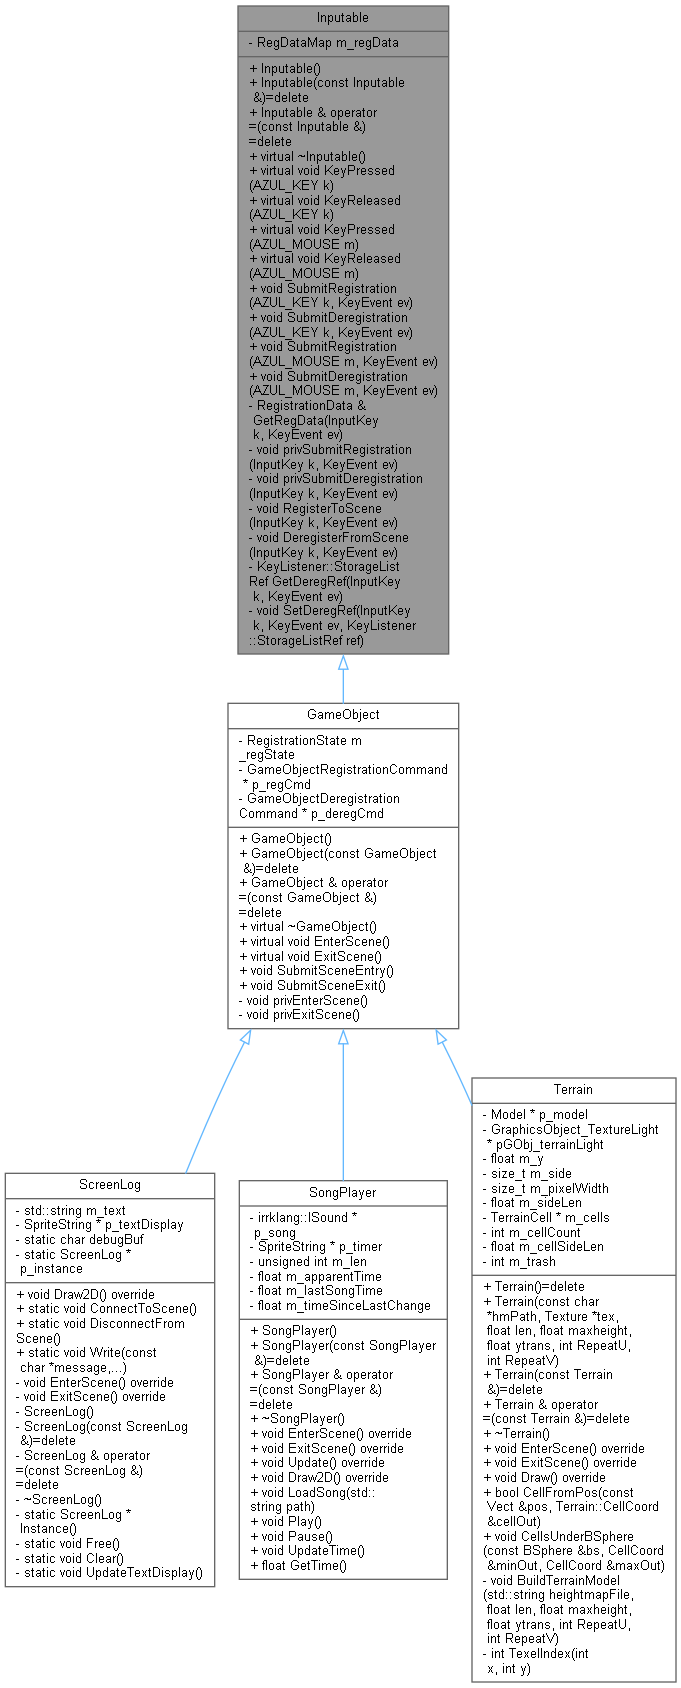 Inputable
- RegDataMap m_regData
+ Inputable()
+ Inputable(const Inputable
&)=delete
+ Inputable & operator
=(const Inputable &)
=delete
+ virtual ~Inputable()
+ virtual void KeyPressed
(AZUL_KEY k)
+ virtual void KeyReleased
(AZUL_KEY k)
+ virtual void KeyPressed
(AZUL_MOUSE m)
+ virtual void KeyReleased
(AZUL_MOUSE m)
+ void SubmitRegistration
(AZUL_KEY k, KeyEvent ev)
+ void SubmitDeregistration
(AZUL_KEY k, KeyEvent ev)
+ void SubmitRegistration
(AZUL_MOUSE m, KeyEvent ev)
+ void SubmitDeregistration
(AZUL_MOUSE m, KeyEvent ev)
- RegistrationData &
GetRegData(InputKey
k, KeyEvent ev)
- void privSubmitRegistration
(InputKey k, KeyEvent ev)
- void privSubmitDeregistration
(InputKey k, KeyEvent ev)
- void RegisterToScene
(InputKey k, KeyEvent ev)
- void DeregisterFromScene
(InputKey k, KeyEvent ev)
- KeyListener::StorageList
Ref GetDeregRef(InputKey
k, KeyEvent ev)
- void SetDeregRef(InputKey
k, KeyEvent ev, KeyListener
::StorageListRef ref)
GameObject
- RegistrationState m
_regState
- GameObjectRegistrationCommand
* p_regCmd
- GameObjectDeregistration
Command * p_deregCmd
+ GameObject()
+ GameObject(const GameObject
&)=delete
+ GameObject & operator
=(const GameObject &)
=delete
+ virtual ~GameObject()
+ virtual void EnterScene()
+ virtual void ExitScene()
+ void SubmitSceneEntry()
+ void SubmitSceneExit()
- void privEnterScene()
- void privExitScene()
ScreenLog
- std::string m_text
- SpriteString * p_textDisplay
- static char debugBuf
- static ScreenLog *
p_instance
+ void Draw2D() override
+ static void ConnectToScene()
+ static void DisconnectFrom
Scene()
+ static void Write(const
char *message,...)
- void EnterScene() override
- void ExitScene() override
- ScreenLog()
- ScreenLog(const ScreenLog
&)=delete
- ScreenLog & operator
=(const ScreenLog &)
=delete
- ~ScreenLog()
- static ScreenLog *
Instance()
- static void Free()
- static void Clear()
- static void UpdateTextDisplay()
SongPlayer
- irrklang::ISound *
p_song
- SpriteString * p_timer
- unsigned int m_len
- float m_apparentTime
- float m_lastSongTime
- float m_timeSinceLastChange
+ SongPlayer()
+ SongPlayer(const SongPlayer
&)=delete
+ SongPlayer & operator
=(const SongPlayer &)
=delete
+ ~SongPlayer()
+ void EnterScene() override
+ void ExitScene() override
+ void Update() override
+ void Draw2D() override
+ void LoadSong(std::
string path)
+ void Play()
+ void Pause()
+ void UpdateTime()
+ float GetTime()
Terrain
- Model * p_model
- GraphicsObject_TextureLight
* pGObj_terrainLight
- float m_y
- size_t m_side
- size_t m_pixelWidth
- float m_sideLen
- TerrainCell * m_cells
- int m_cellCount
- float m_cellSideLen
- int m_trash
+ Terrain()=delete
+ Terrain(const char
*hmPath, Texture *tex,
float len, float maxheight,
float ytrans, int RepeatU,
int RepeatV)
+ Terrain(const Terrain
&)=delete
+ Terrain & operator
=(const Terrain &)=delete
+ ~Terrain()
+ void EnterScene() override
+ void ExitScene() override
+ void Draw() override
+ bool CellFromPos(const
Vect &pos, Terrain::CellCoord
&cellOut)
+ void CellsUnderBSphere
(const BSphere &bs, CellCoord
&minOut, CellCoord &maxOut)
- void BuildTerrainModel
(std::string heightmapFile,
float len, float maxheight,
float ytrans, int RepeatU,
int RepeatV)
- int TexelIndex(int
x, int y)